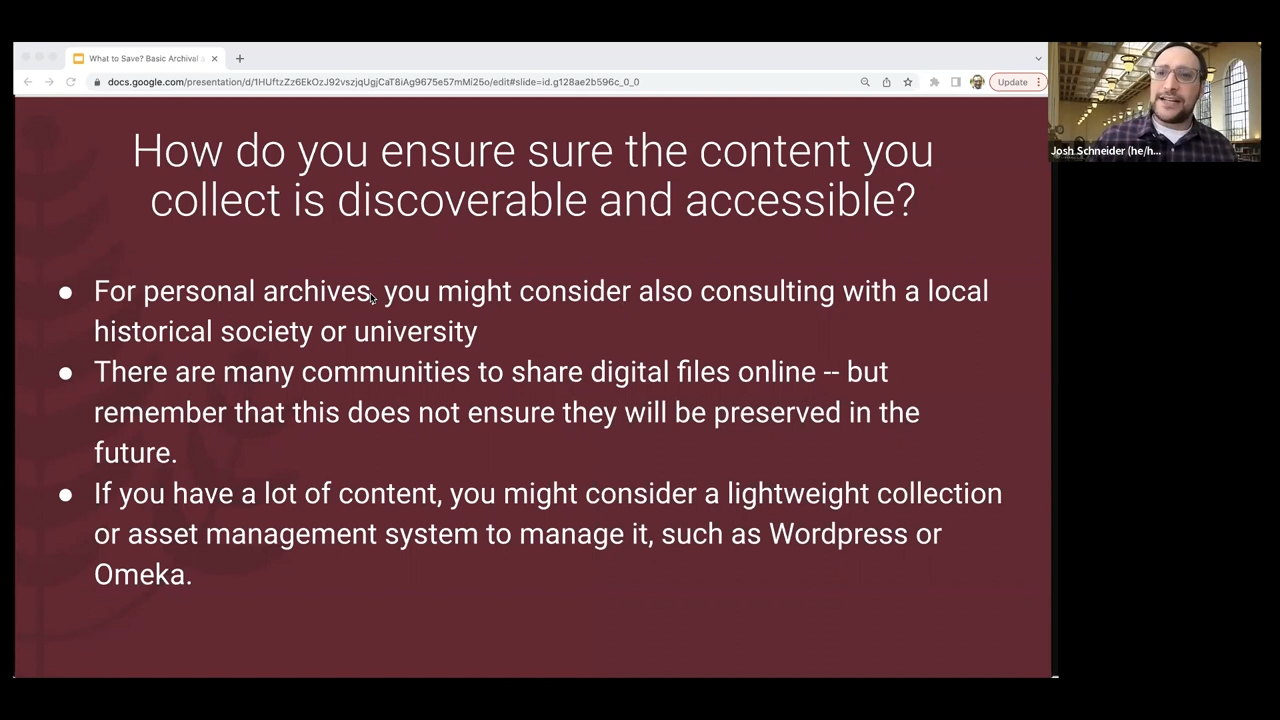 What to Save? Basic Archival
docs.google.com/presentation/d/1HUftzZz6EkOzJ92vszjqUgjCaT8iAg9675e57mMi25o/edit#slide=id.g128ae2b596c_0_0
Update
Josh Schneider (he/h...
How do you ensure sure the content you
collect is discoverable and accessible?
● For personal archives, you might consider also consulting with a local
historical society or university
● There are many communities to share digital files online -- but
remember that this does not ensure they will be preserved in the
future.
● If you have a lot of content, you might consider a lightweight collection
or asset management system to manage it, such as Wordpress or
Omeka.